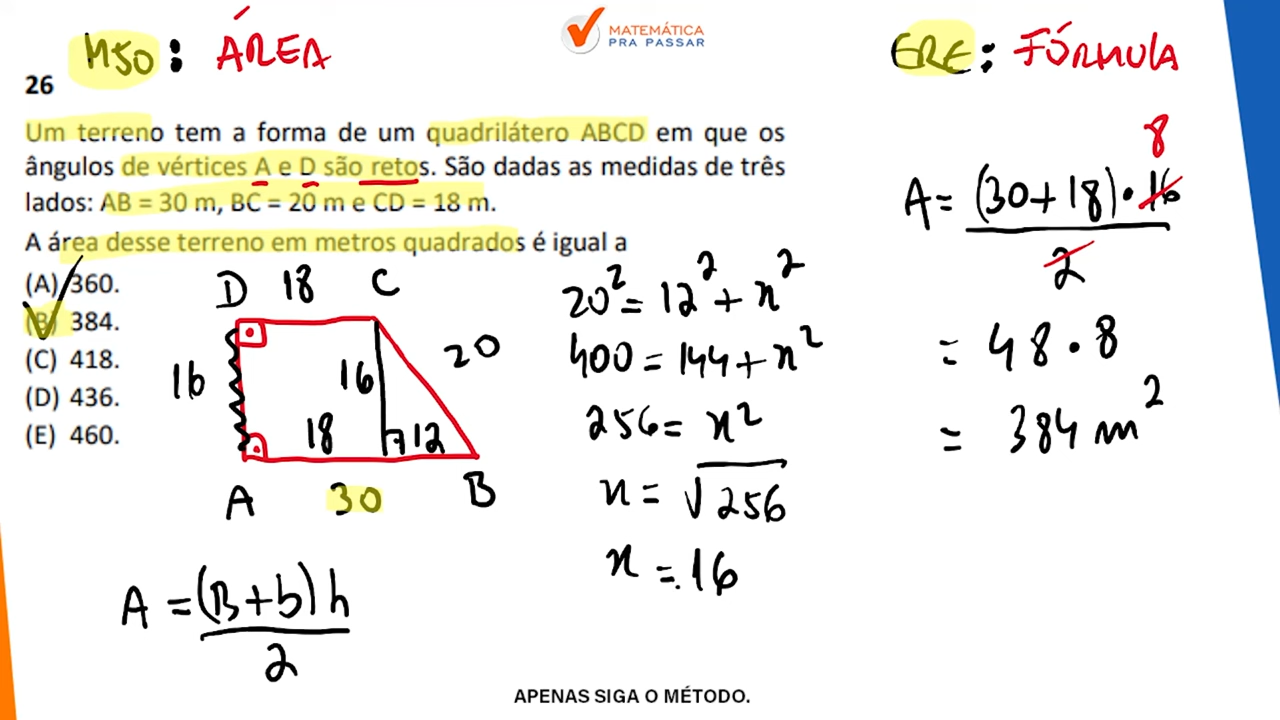 M50: ÁREA
MATEMÁTICA
PRA PASSAR
ERE: FÓRMULA
26
Um terreno tem a forma de um quadrilátero ABCD em que os
ângulos de vértices A e D são retos. São dadas as medidas de três
lados: AB = 30 m, BC = 20 m e CD = 18 m.
A área desse terreno em metros quadrados é igual a
(A) 360.
(B) 384.
(C) 418.
(D) 436.
(E) 460.
D 18 C
16 16 20
18 12
A 30 B
A = (B+b)h
2
20² = 12² + x²
400 = 144 + x²
256 = x²
x = √256
x = 16
8
A = (30+18)·16
2
= 48·8
= 384 m²
APENAS SIGA O MÉTODO.